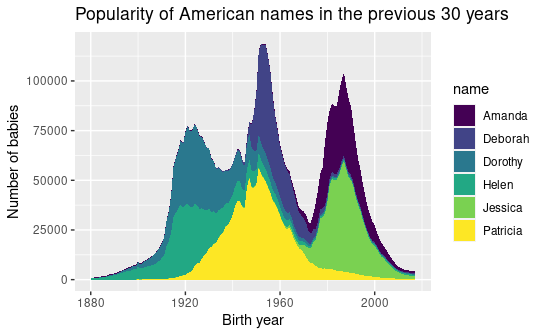 Popularity of American names in the previous 30 years
Number of babies
100000
75000
50000
25000
0
1880
1920
1960
2000
Birth year
name
Amanda
Deborah
Dorothy
Helen
Jessica
Patricia